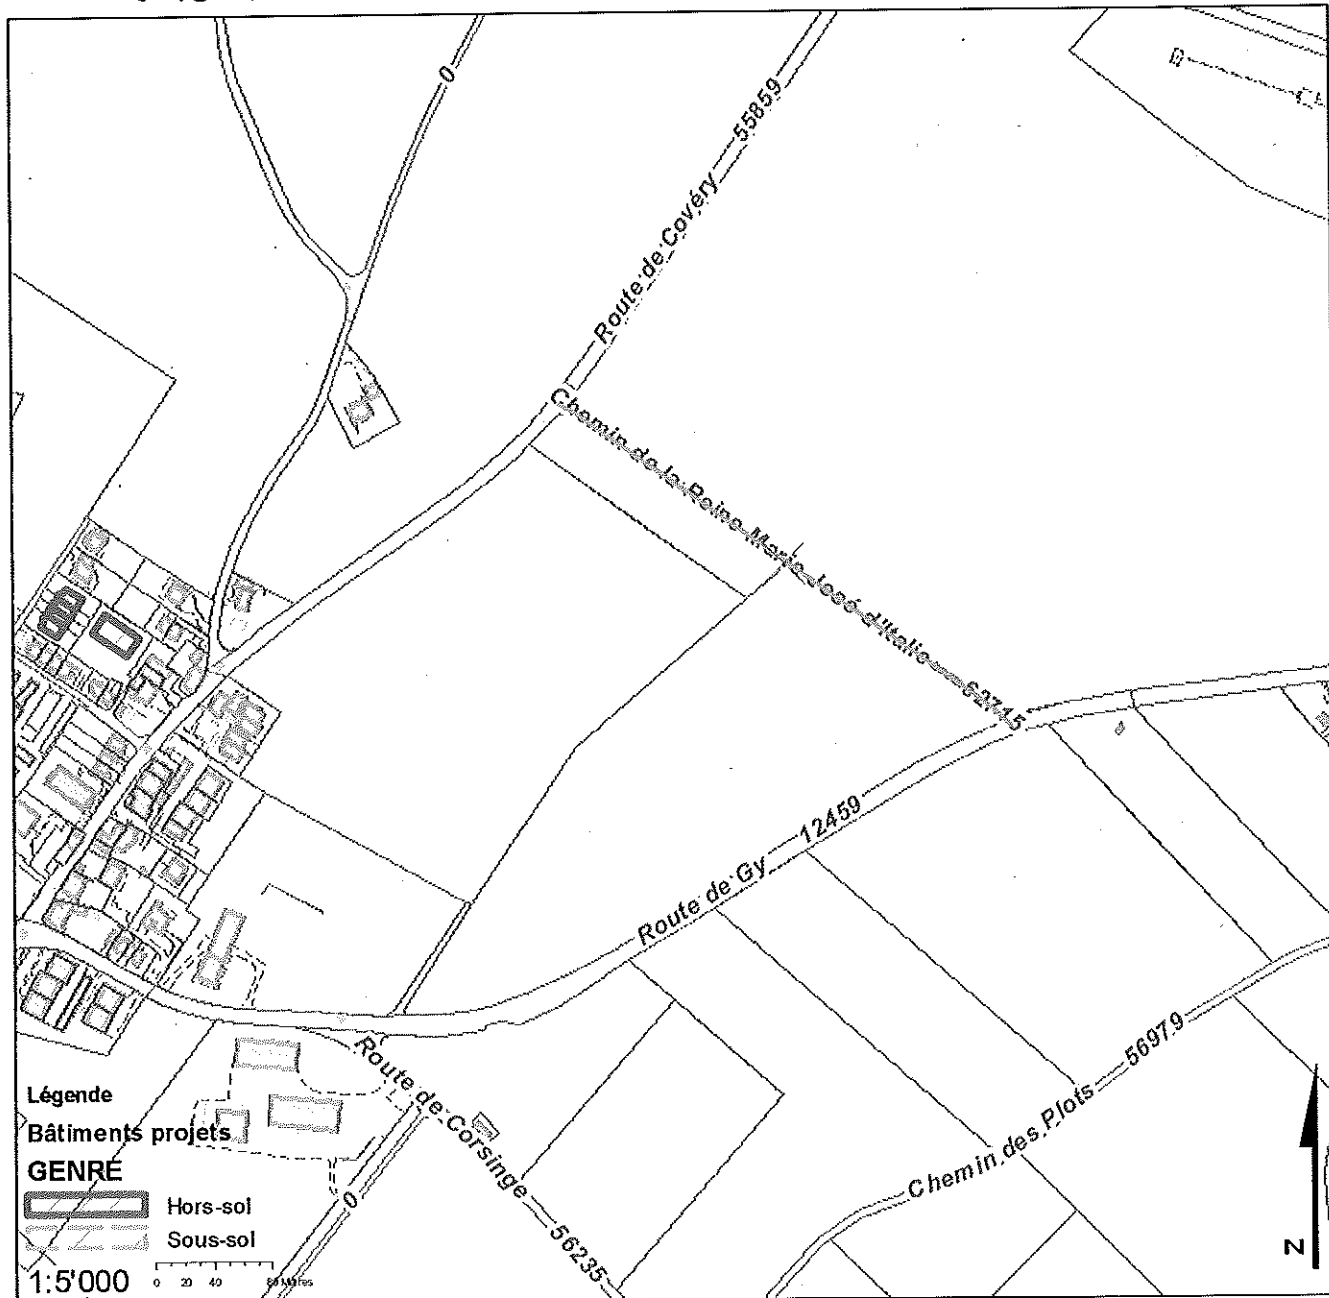 0
Route de Covéry 55859
Chemin de la Reine-Marie-José d'Italie 62715
Route de Gy 12459
Route de Corsinge 56235
Chemin des Plots 56979
0
Légende
Bâtiments projets
GENRE
Hors-sol
Sous-sol
1:5'000
0 20 40 80 Mètres
N